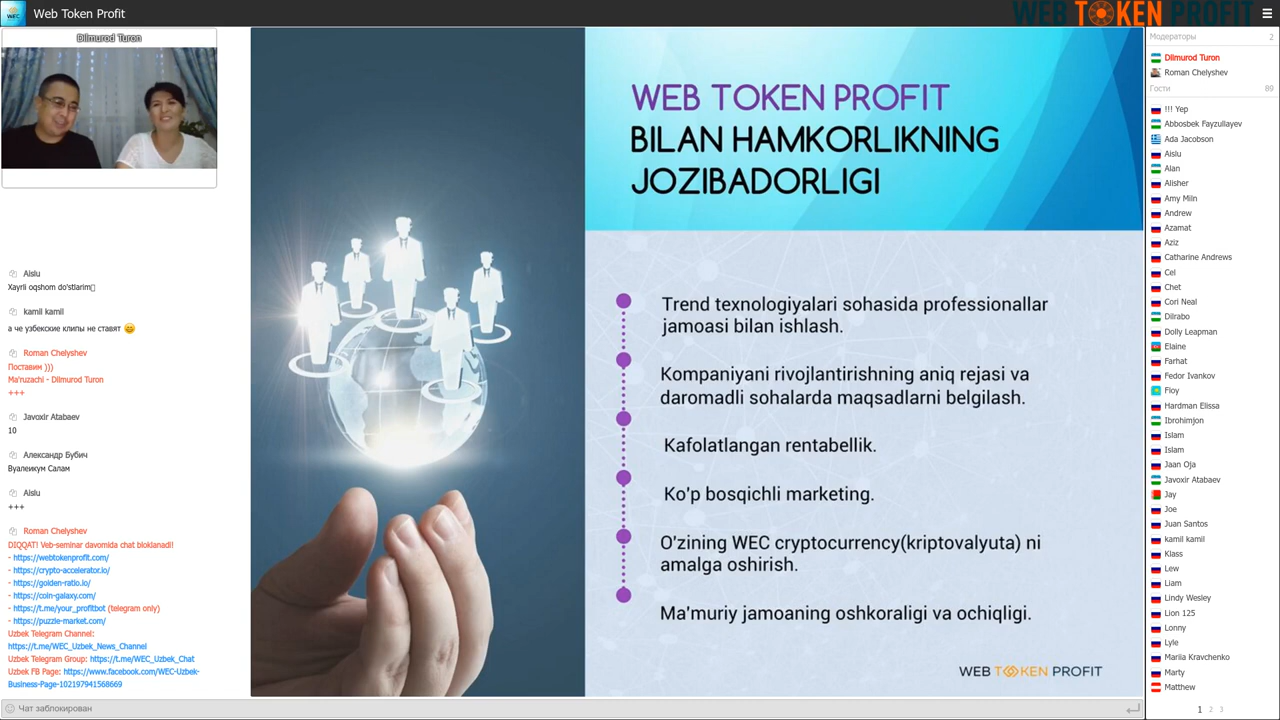 WEC
Web Token Profit
WEB TOKEN PROFIT
Dilmurod Turon
Aislu
Xayrli oqshom do'stlarim
kamil kamil
а че узбекские клипы не ставят 😄
Roman Chelyshev
Поставим )))
Ma'ruzachi - Dilmurod Turon
+++
Javoxir Atabaev
10
Александр Бубич
Вуалеикум Салам
Aislu
+++
Roman Chelyshev
DIQQAT! Veb-seminar davomida chat bloklanadi!
- https://webtokenprofit.com/
- https://crypto-accelerator.io/
- https://golden-ratio.io/
- https://coin-galaxy.com/
- https://t.me/your_profitbot (telegram only)
- https://puzzle-market.com/
Uzbek Telegram Channel:
https://t.me/WEC_Uzbek_News_Channel
Uzbek Telegram Group: https://t.me/WEC_Uzbek_Chat
Uzbek FB Page: https://www.facebook.com/WEC-Uzbek-
Business-Page-102197941568669
Чат заблокирован
WEB TOKEN PROFIT
BILAN HAMKORLIKNING
JOZIBADORLIGI
Trend texnologiyalari sohasida professionallar
jamoasi bilan ishlash.
Kompaniyani rivojlantirishning aniq rejasi va
daromadli sohalarda maqsadlarni belgilash.
Kafolatlangan rentabellik.
Ko'p bosqichli marketing.
O'zining WEC cryptocurrency(kriptovalyuta) ni
amalga oshirish.
Ma'muriy jamoaning oshkoraligi va ochiqligi.
WEB TOKEN PROFIT
Модераторы 2
Dilmurod Turon
Roman Chelyshev
Гости 89
!!! Yep
Abbosbek Fayzullayev
Ada Jacobson
Aislu
Alan
Alisher
Amy Miln
Andrew
Azamat
Aziz
Catharine Andrews
Cel
Chet
Cori Neal
Dilrabo
Dolly Leapman
Elaine
Farhat
Fedor Ivankov
Floy
Hardman Elissa
Ibrohimjon
Islam
Islam
Jaan Oja
Javoxir Atabaev
Jay
Joe
Juan Santos
kamil kamil
Klass
Lew
Liam
Lindy Wesley
Lion 125
Lonny
Lyle
Mariia Kravchenko
Marty
Matthew
1 2 3